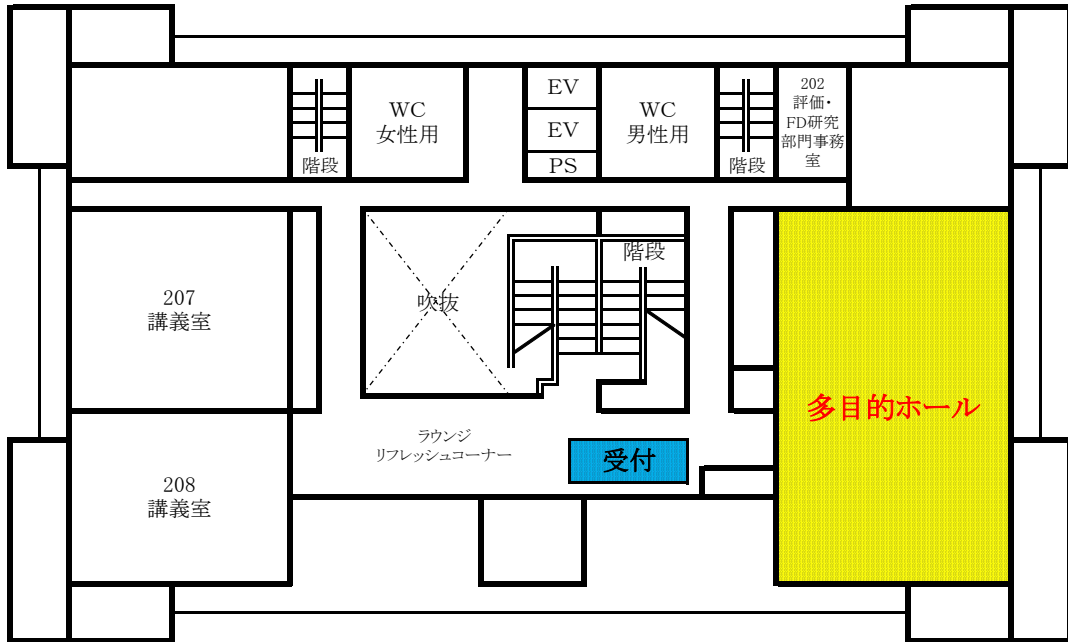 WC
女性用
EV
EV
PS
WC
男性用
202
評価・
FD研究
部門事務
室
階段
階段
207
講義室
吹抜
階段
多目的ホール
ラウンジ
リフレッシュコーナー
受付
208
講義室